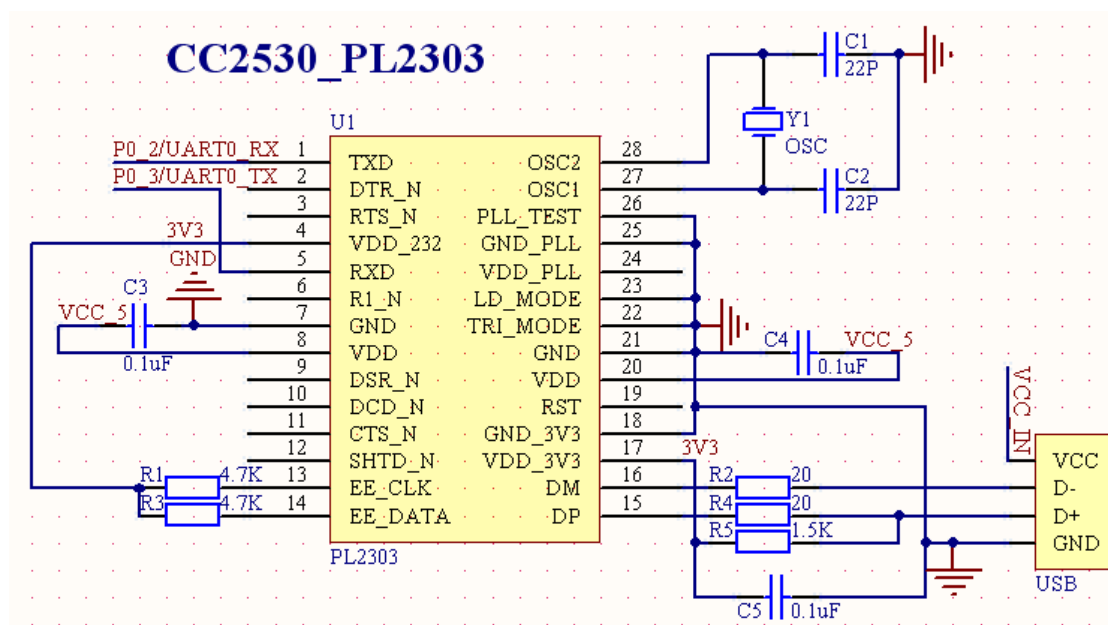 CC2530_PL2303
U1
C1
22P
Y1
OSC
C2
22P
P0_2/UART0_RX
P0_3/UART0_TX
3V3
GND
C3
VCC_5
0.1uF
1 TXD OSC2 28
2 DTR_N OSC1 27
3 RTS_N PLL_TEST 26
4 VDD_232 GND_PLL 25
5 RXD VDD_PLL 24
6 R1_N LD_MODE 23
7 GND TRI_MODE 22
8 VDD GND 21
9 DSR_N VDD 20
10 DCD_N RST 19
11 CTS_N GND_3V3 18
12 SHTD_N VDD_3V3 17
13 EE_CLK DM 16
14 EE_DATA DP 15
PL2303
C4
VCC_5
0.1uF
3V3
R1 4.7K
R3 4.7K
R2 20
R4 20
R5 1.5K
C5 0.1uF
VCC_IN
VCC
D-
D+
GND
USB